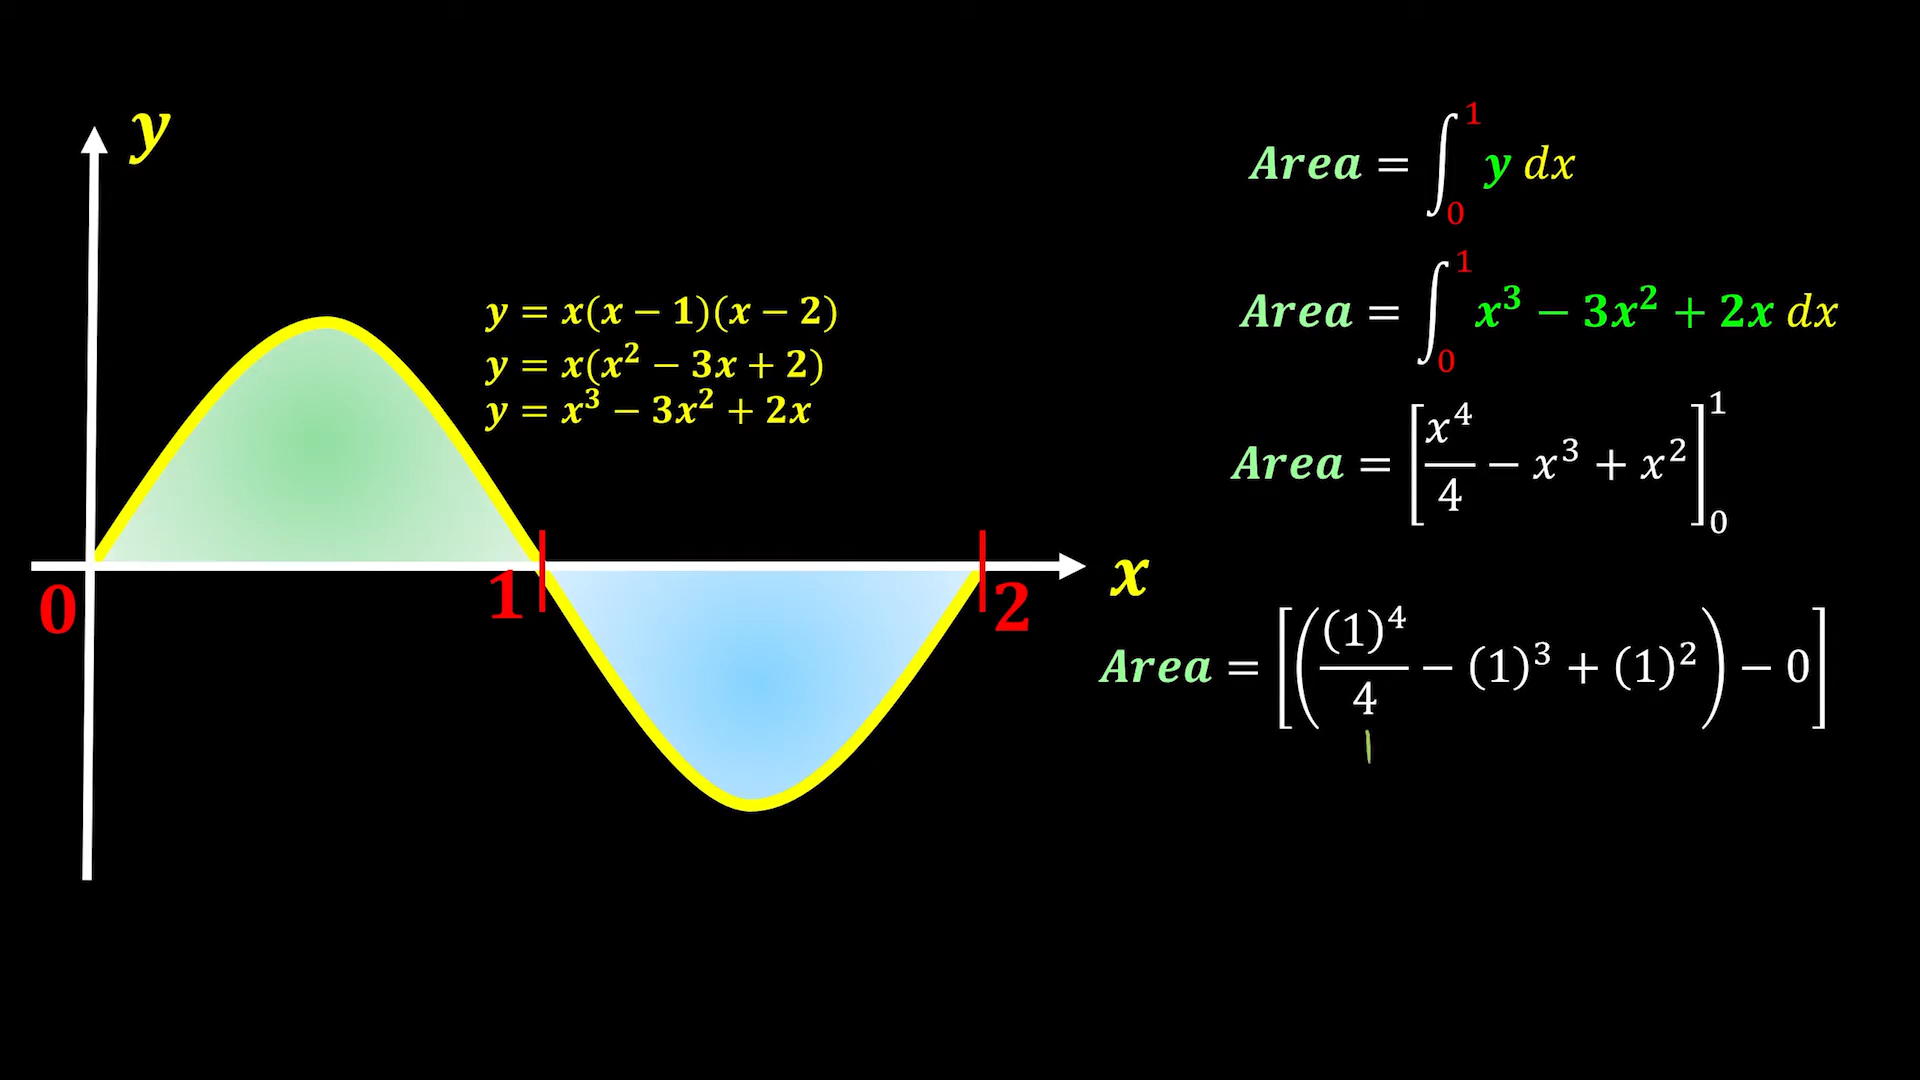 y
y = x(x − 1)(x − 2)
y = x(x² − 3x + 2)
y = x³ − 3x² + 2x
0
1
2
x
Area = ∫₀¹ y dx
Area = ∫₀¹ x³ − 3x² + 2x dx
Area = [x⁴/4 − x³ + x²]₀¹
Area = [((1)⁴/4 − (1)³ + (1)²) − 0]